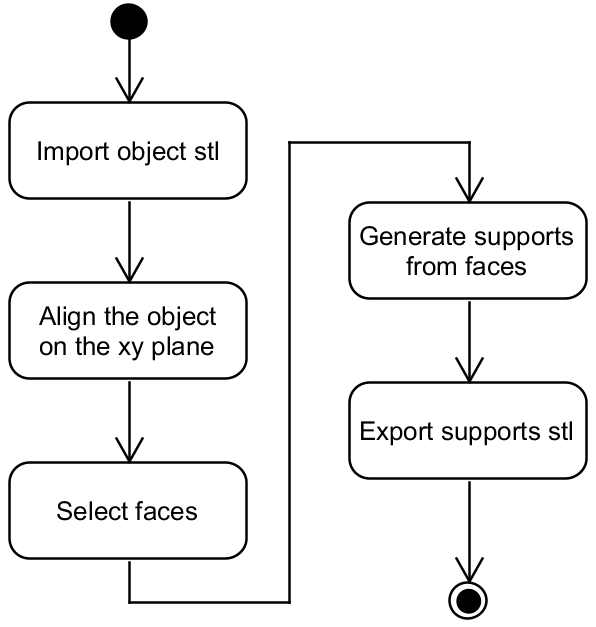 Import object stl
Align the object
on the xy plane
Select faces
Generate supports
from faces
Export supports stl